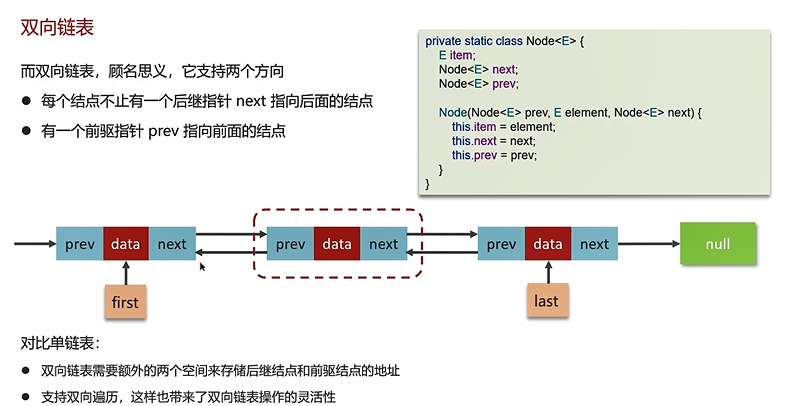 双向链表
而双向链表，顾名思义，它支持两个方向
● 每个结点不止有一个后继指针 next 指向后面的结点
● 有一个前驱指针 prev 指向前面的结点
private static class Node<E> {
    E item;
    Node<E> next;
    Node<E> prev;

    Node(Node<E> prev, E element, Node<E> next) {
        this.item = element;
        this.next = next;
        this.prev = prev;
    }
}
prev data next prev data next prev data next null
first last
对比单链表：
● 双向链表需要额外的两个空间来存储后继结点和前驱结点的地址
● 支持双向遍历，这样也带来了双向链表操作的灵活性